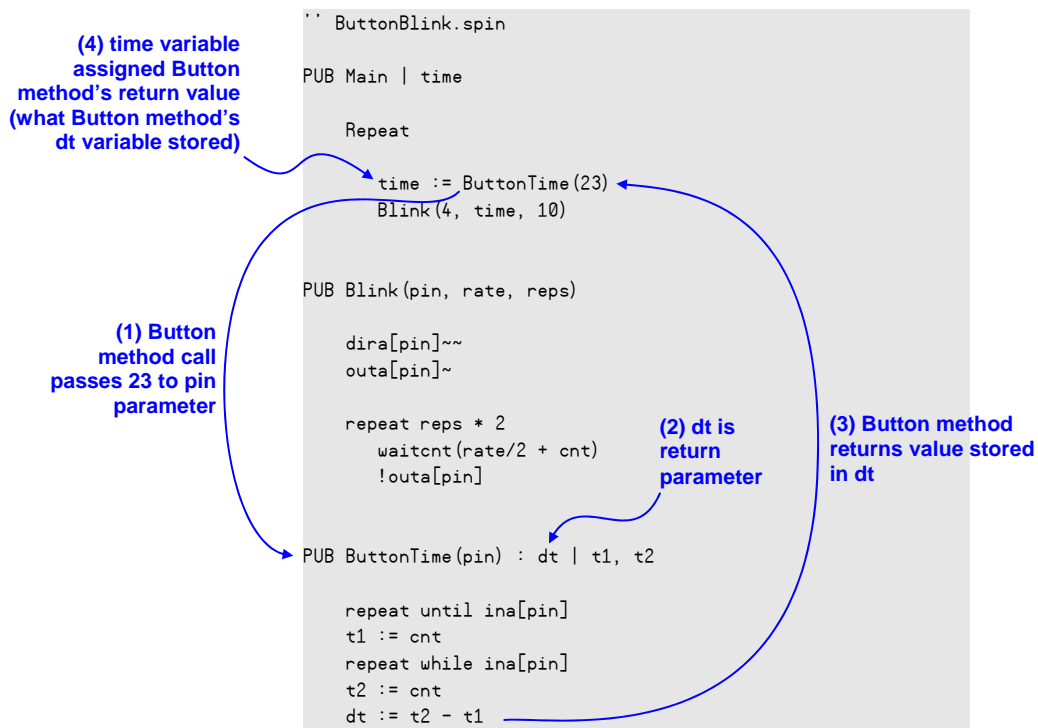 '' ButtonBlink.spin
(4) time variable
assigned Button
method's return value
(what Button method's
dt variable stored)
PUB Main | time
Repeat
time := ButtonTime(23)
Blink(4, time, 10)
PUB Blink(pin, rate, reps)
(1) Button
method call
passes 23 to pin
parameter
dira[pin]~~
outa[pin]~
repeat reps * 2
waitcnt(rate/2 + cnt)
!outa[pin]
(2) dt is
return
parameter
(3) Button method
returns value stored
in dt
PUB ButtonTime(pin) : dt | t1, t2
repeat until ina[pin]
t1 := cnt
repeat while ina[pin]
t2 := cnt
dt := t2 - t1